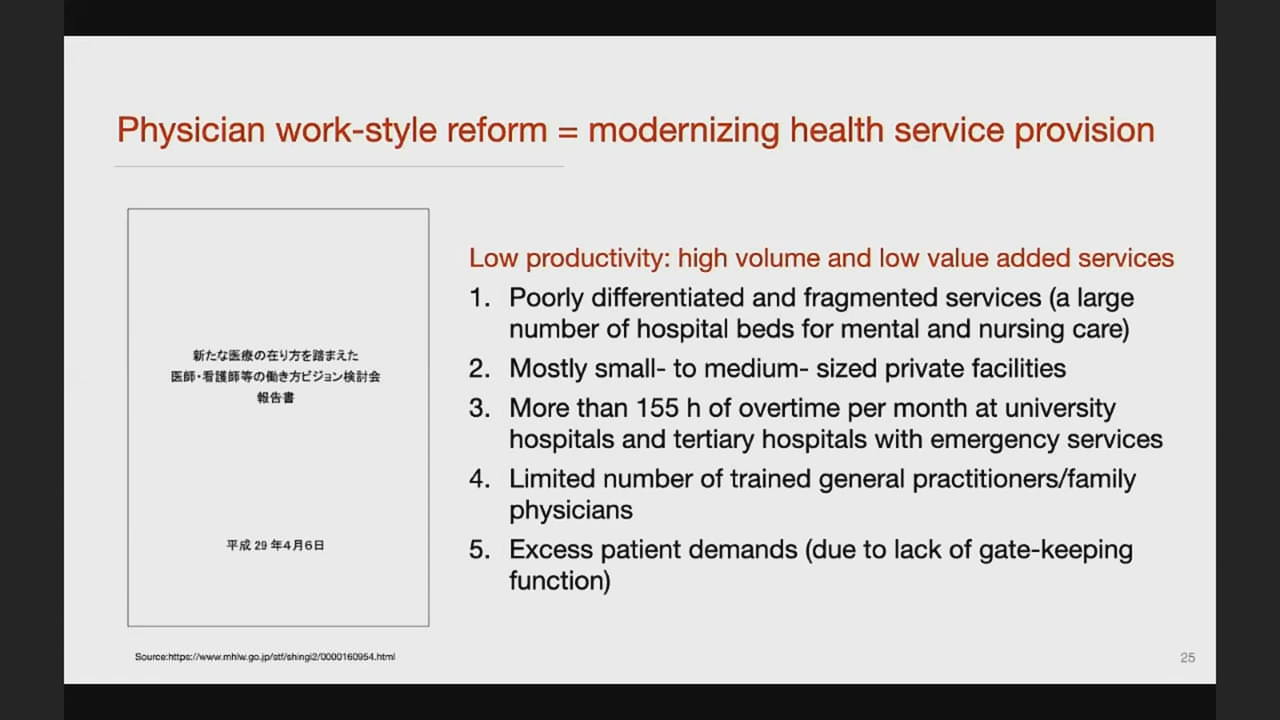 Physician work-style reform = modernizing health service provision
新たな医療の在り方を踏まえた
医師・看護師等の働き方ビジョン検討会
報告書
平成 29 年4月6日
Low productivity: high volume and low value added services
1. Poorly differentiated and fragmented services (a large
number of hospital beds for mental and nursing care)
2. Mostly small- to medium- sized private facilities
3. More than 155 h of overtime per month at university
hospitals and tertiary hospitals with emergency services
4. Limited number of trained general practitioners/family
physicians
5. Excess patient demands (due to lack of gate-keeping
function)
Source:https://www.mhlw.go.jp/stf/shingi2/0000160954.html
25